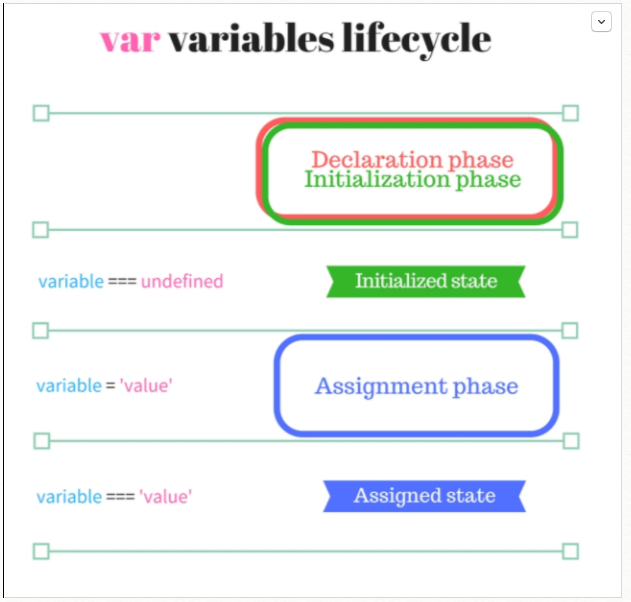 var variables lifecycle
Declaration phase
Initialization phase
variable === undefined
Initialized state
variable = 'value'
Assignment phase
variable === 'value'
Assigned state